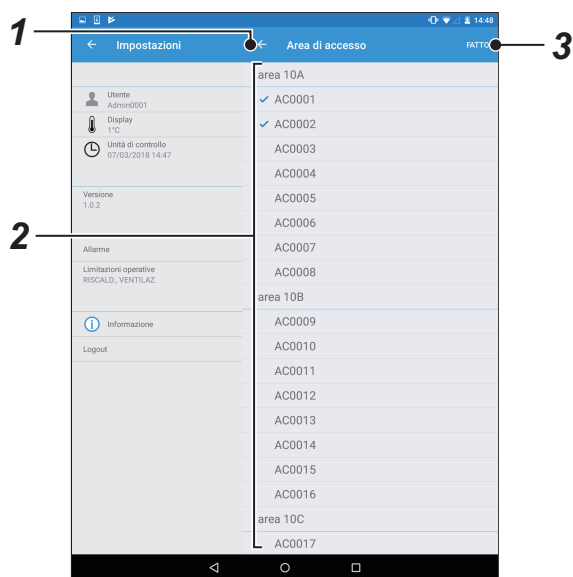 1
2
3
14:48
Impostazioni
Area di accesso
FATTO
Utente
Admin0001
Display
1°C
Unità di controllo
07/03/2018 14:47
Versione
1.0.2
Allarme
Limitazioni operative
RISCALD., VENTILAZ.
Informazione
Logout
area 10A
AC0001
AC0002
AC0003
AC0004
AC0005
AC0006
AC0007
AC0008
area 10B
AC0009
AC0010
AC0011
AC0012
AC0013
AC0014
AC0015
AC0016
area 10C
AC0017